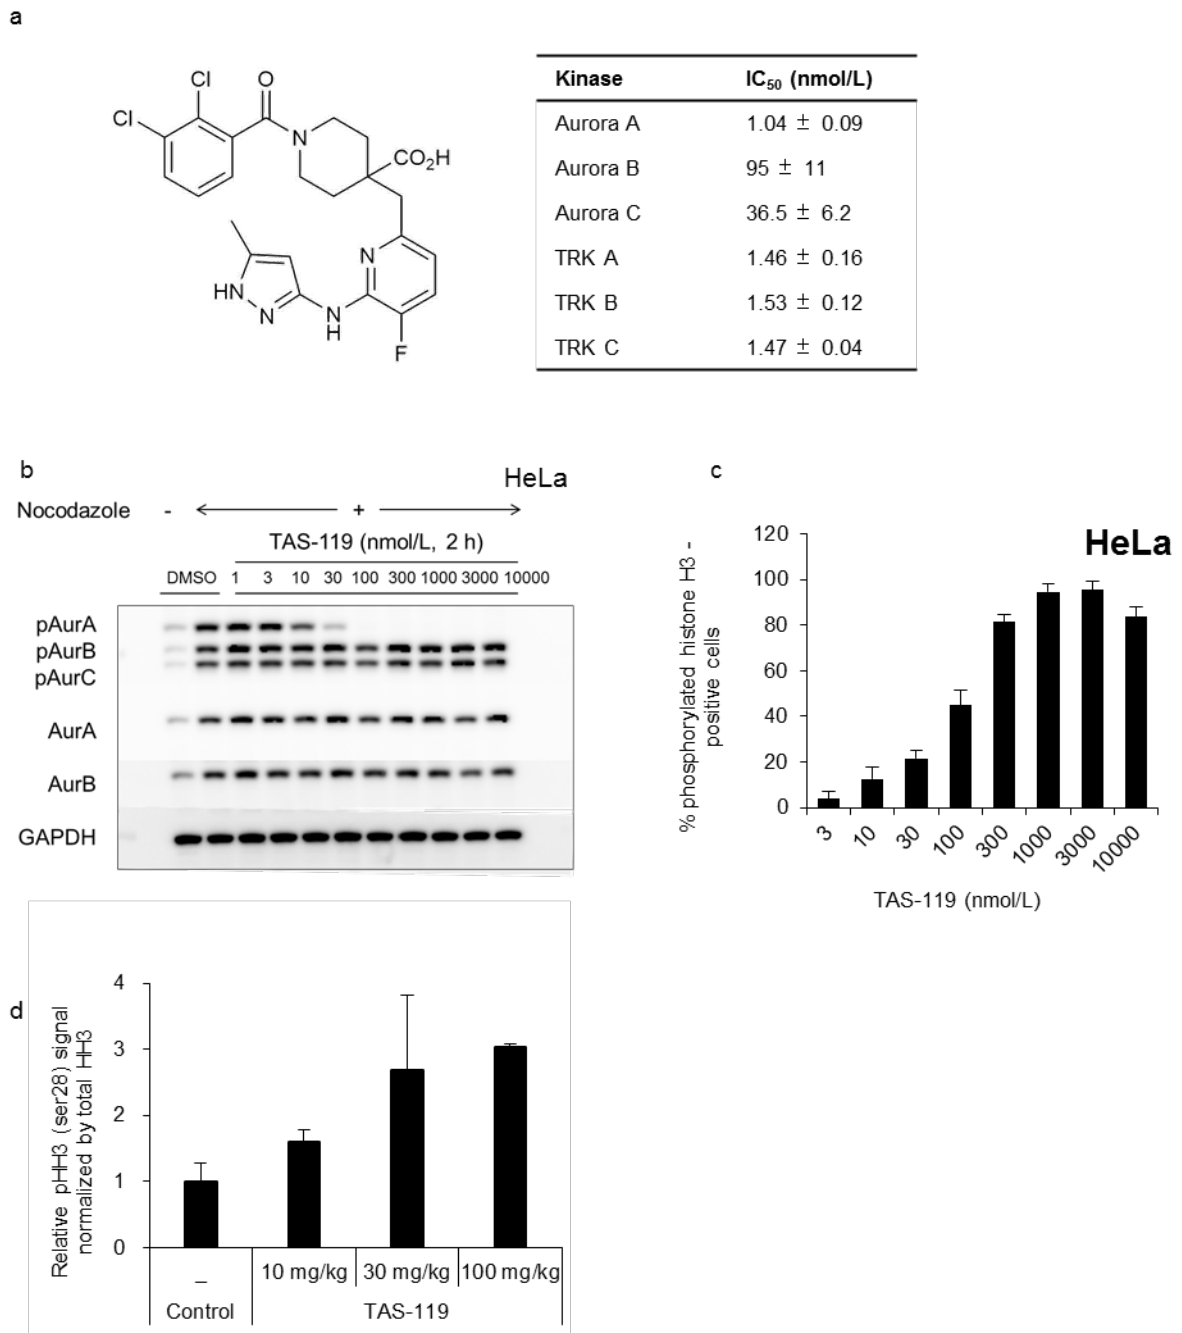 a
Cl
O
Cl
N
CO₂H
N
HN
N
N
H
F
Kinase IC₅₀ (nmol/L)
Aurora A 1.04 ± 0.09
Aurora B 95 ± 11
Aurora C 36.5 ± 6.2
TRK A 1.46 ± 0.16
TRK B 1.53 ± 0.12
TRK C 1.47 ± 0.04
b
HeLa
Nocodazole - +
TAS-119 (nmol/L, 2 h)
DMSO 1 3 10 30 100 300 1000 3000 10000
pAurA
pAurB
pAurC
AurA
AurB
GAPDH
c
HeLa
% phosphorylated histone H3 -
positive cells
120
100
80
60
40
20
0
3 10 30 100 300 1000 3000 10000
TAS-119 (nmol/L)
d
Relative pHH3 (ser28) signal
normalized by total HH3
4
3
2
1
0
– 10 mg/kg 30 mg/kg 100 mg/kg
Control TAS-119